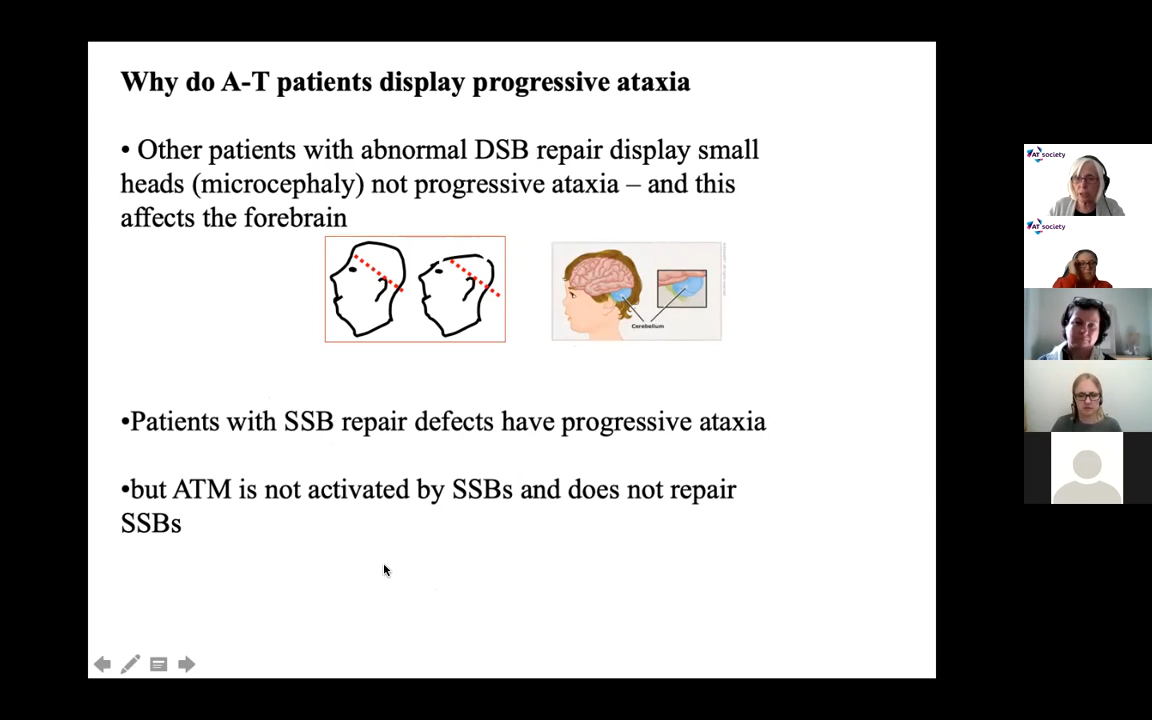 Why do A-T patients display progressive ataxia
• Other patients with abnormal DSB repair display small
heads (microcephaly) not progressive ataxia – and this
affects the forebrain
Cerebellum
•Patients with SSB repair defects have progressive ataxia
•but ATM is not activated by SSBs and does not repair
SSBs
AT society
AT society